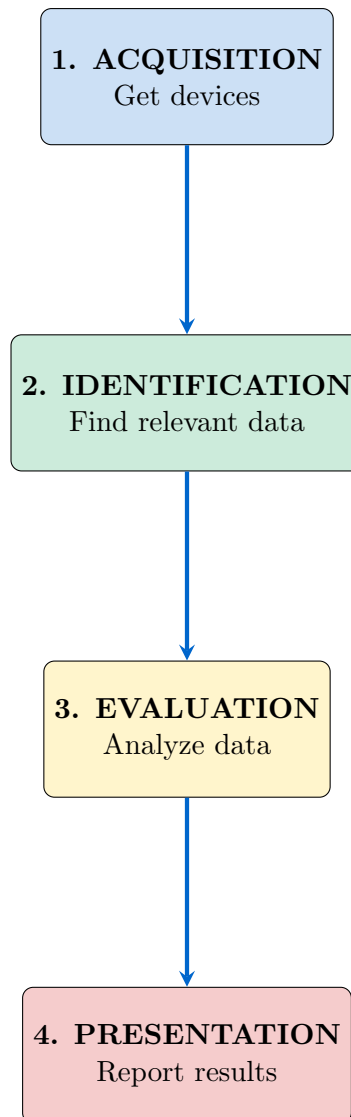 1. ACQUISITION
Get devices
2. IDENTIFICATION
Find relevant data
3. EVALUATION
Analyze data
4. PRESENTATION
Report results